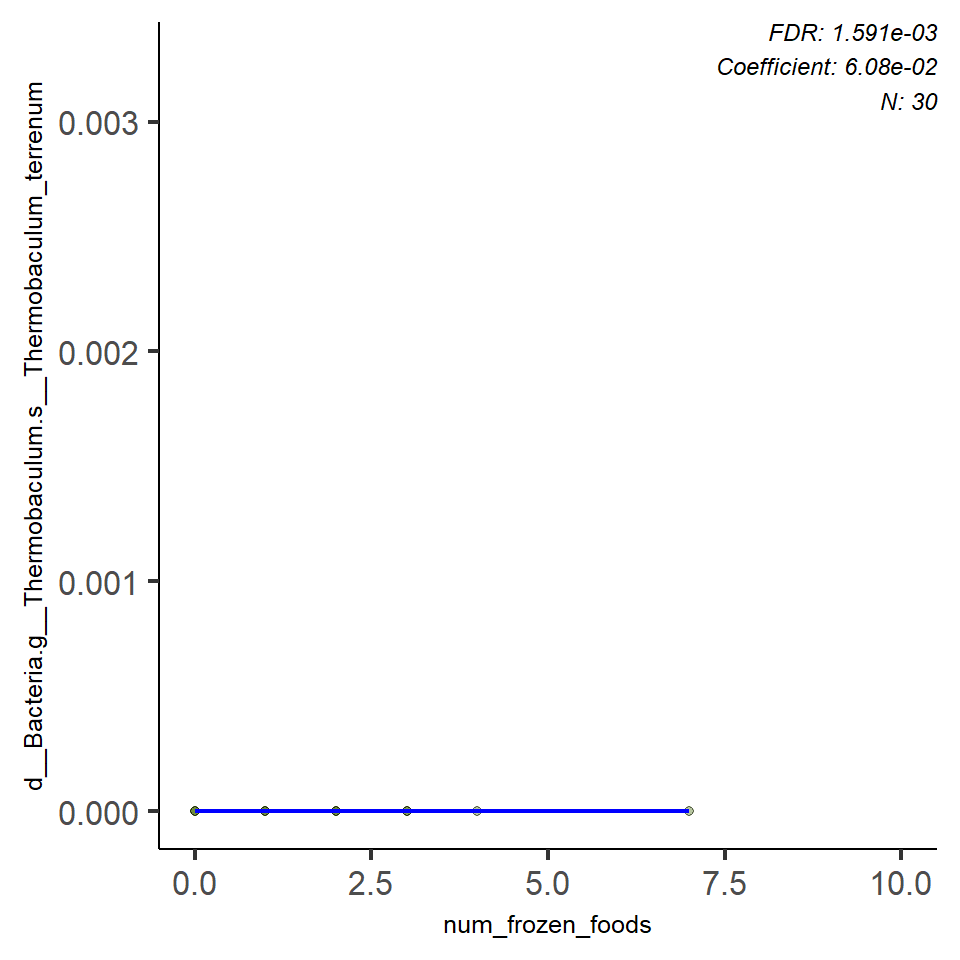 FDR: 1.591e-03
Coefficient: 6.08e-02
N: 30
d__Bacteria.g__Thermobaculum.s__Thermobaculum_terrenum
0.003
0.002
0.001
0.000
0.0 2.5 5.0 7.5 10.0
num_frozen_foods